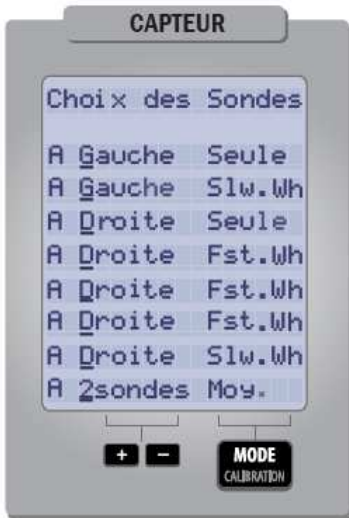 CAPTEUR
Choix des Sondes
A Gauche Seule
A Gauche Slw.Wh
A Droite Seule
A Droite Fst.Wh
A Droite Fst.Wh
A Droite Fst.Wh
A Droite Slw.Wh
A 2sondes Moy.
+ - MODE
CALIBRATION